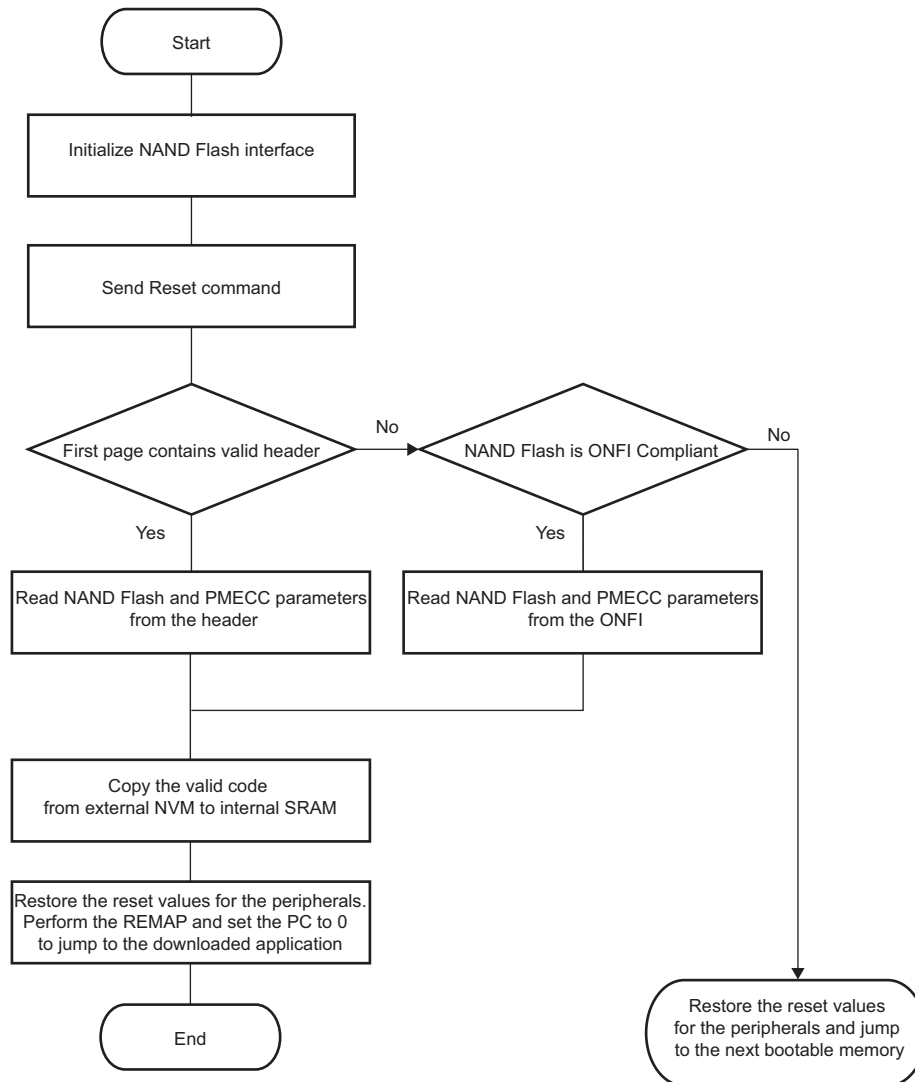 Start
Initialize NAND Flash interface
Send Reset command
First page contains valid header
No
NAND Flash is ONFI Compliant
No
Yes
Yes
Read NAND Flash and PMECC parameters
from the header
Read NAND Flash and PMECC parameters
from the ONFI
Copy the valid code
from external NVM to internal SRAM
Restore the reset values for the peripherals.
Perform the REMAP and set the PC to 0
to jump to the downloaded application
End
Restore the reset values
for the peripherals and jump
to the next bootable memory